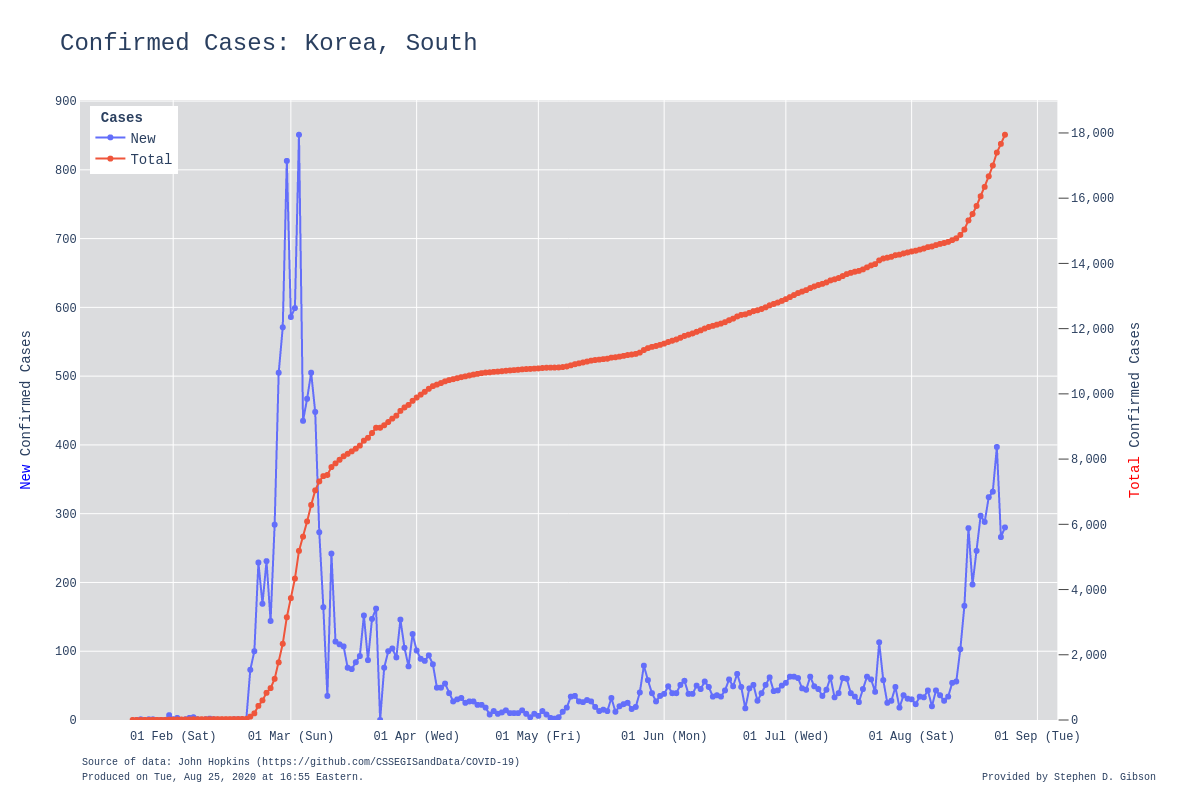 Confirmed Cases: Korea, South
Cases
New
Total
900
800
700
600
500
400
300
200
100
0
New Confirmed Cases
18,000
16,000
14,000
12,000
10,000
8,000
6,000
4,000
2,000
0
Total Confirmed Cases
01 Feb (Sat) 01 Mar (Sun) 01 Apr (Wed) 01 May (Fri) 01 Jun (Mon) 01 Jul (Wed) 01 Aug (Sat) 01 Sep (Tue)
Source of data: John Hopkins (https://github.com/CSSEGISandData/COVID-19)
Produced on Tue, Aug 25, 2020 at 16:55 Eastern.
Provided by Stephen D. Gibson